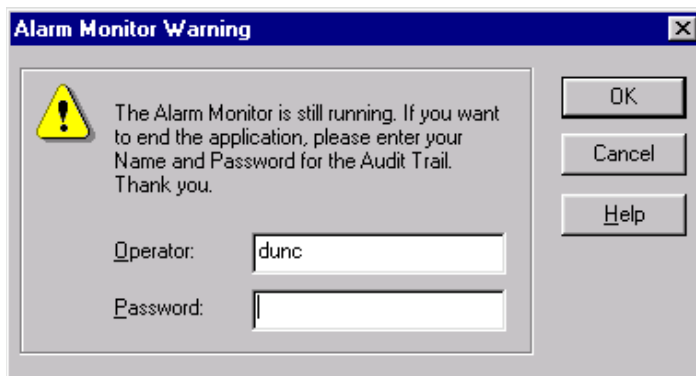 Alarm Monitor Warning
The Alarm Monitor is still running. If you want
to end the application, please enter your
Name and Password for the Audit Trail.
Thank you.
Operator: dunc
Password:
OK
Cancel
Help